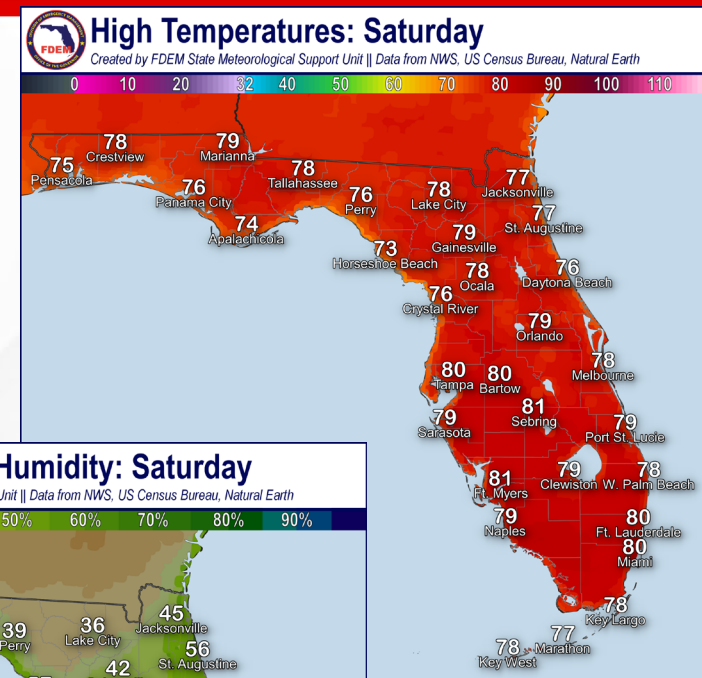 High Temperatures: Saturday
FDEM
Created by FDEM State Meteorological Support Unit || Data from NWS, US Census Bureau, Natural Earth
0 10 20 32 40 50 60 70 80 90 100 110
78
Crestview
79
Marianna
75
Pensacola
76
Panama City
78
Tallahassee
74
Apalachicola
76
Perry
78
Lake City
77
Jacksonville
77
St. Augustine
79
Gainesville
73
Horseshoe Beach
78
Ocala
76
Daytona Beach
76
Crystal River
79
Orlando
78
Melbourne
80
Tampa
80
Bartow
81
Sebring
79
Sarasota
79
Port St. Lucie
81
Ft. Myers
79
Clewiston
78
W. Palm Beach
79
Naples
80
Ft. Lauderdale
80
Miami
78
Key Largo
77
Marathon
78
Key West
Humidity: Saturday
Unit || Data from NWS, US Census Bureau, Natural Earth
50% 60% 70% 80% 90%
39
Perry
36
Lake City
45
Jacksonville
56
St. Augustine
42